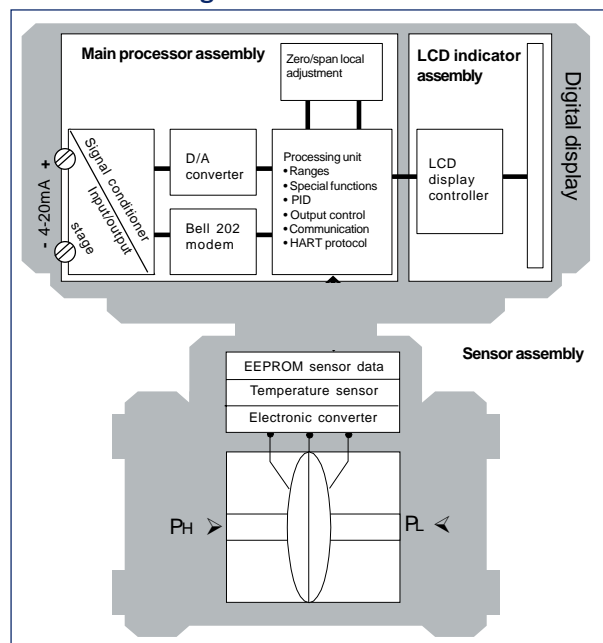 Main processor assembly
Zero/span local
adjustment
LCD indicator
assembly
Digital display
- 4-20mA +
Signal conditioner
Input/output
stage
D/A
converter
Bell 202
modem
Processing unit
• Ranges
• Special functions
• PID
• Output control
• Communication
• HART protocol
LCD
display
controller
Sensor assembly
EEPROM sensor data
Temperature sensor
Electronic converter
PH
PL